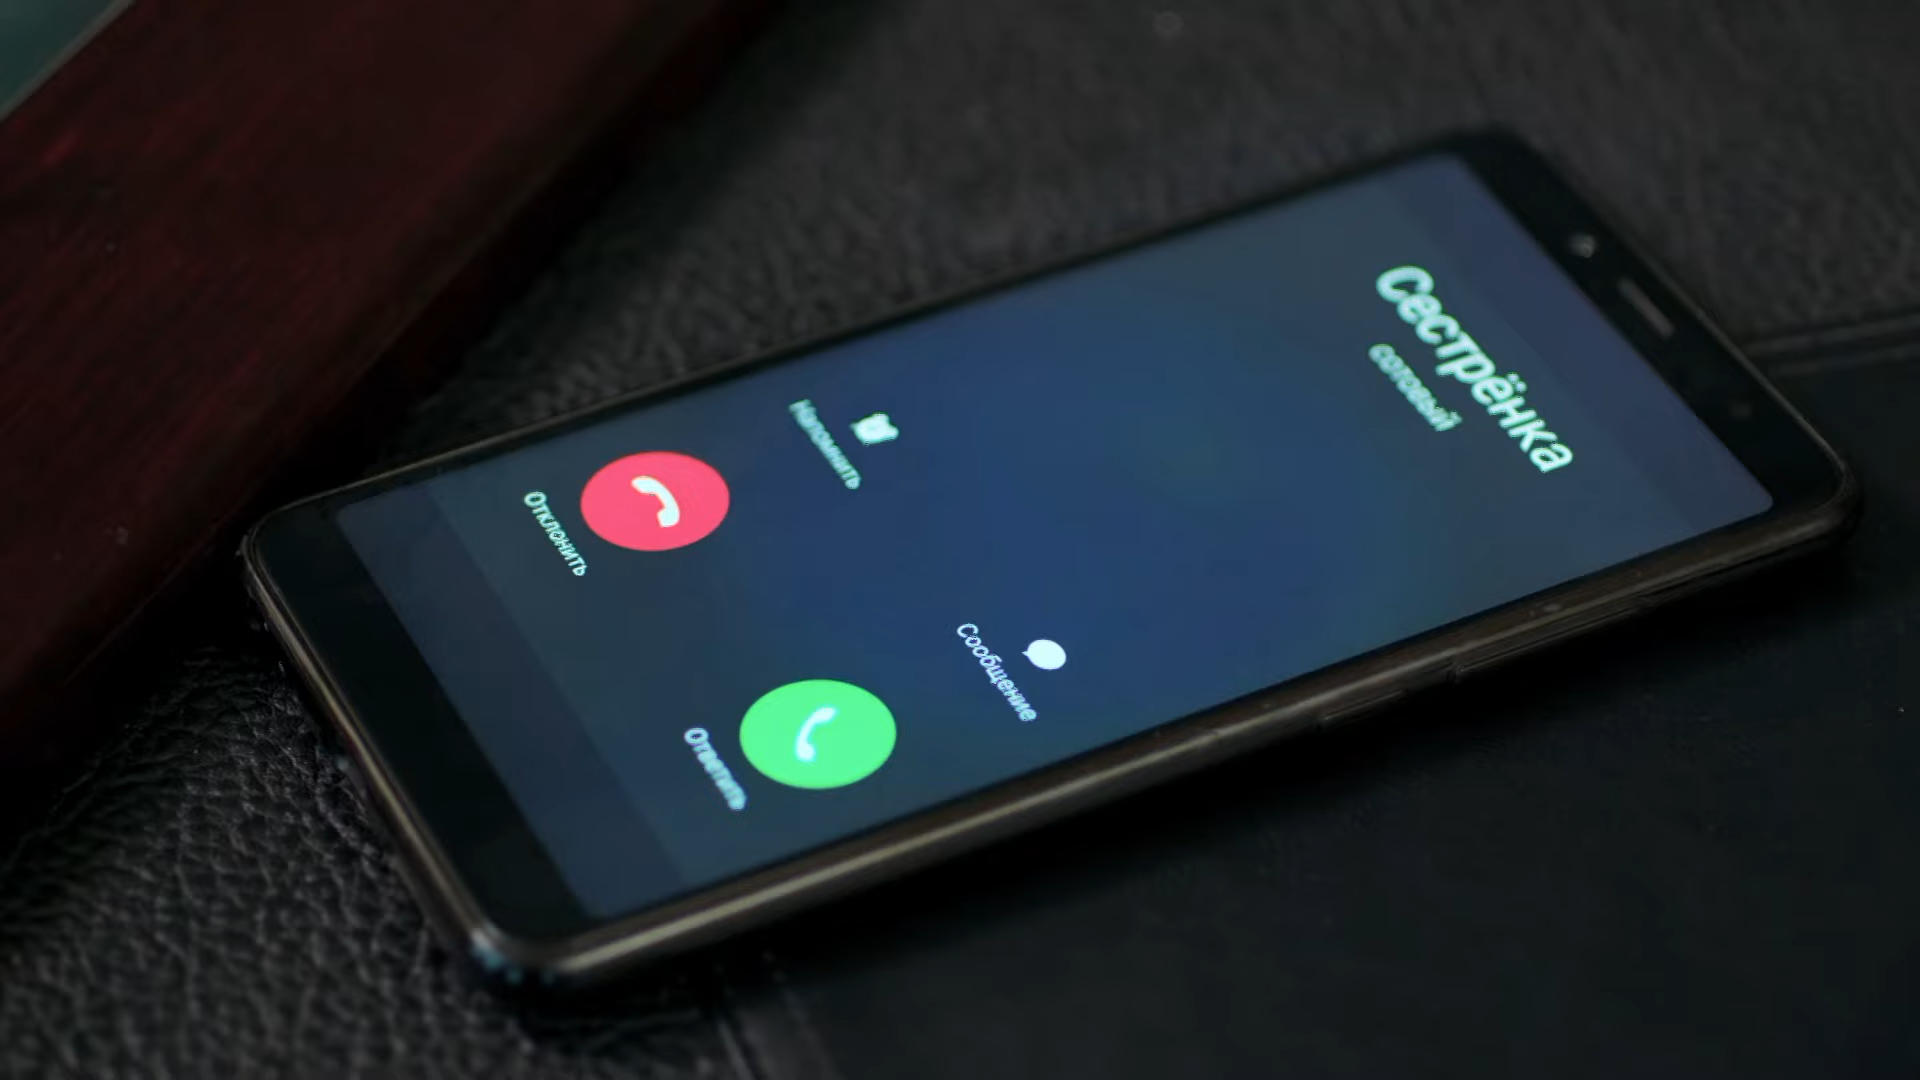 Сестрёнка
сотовый
Напомнить
Сообщение
Отклонить
Ответить